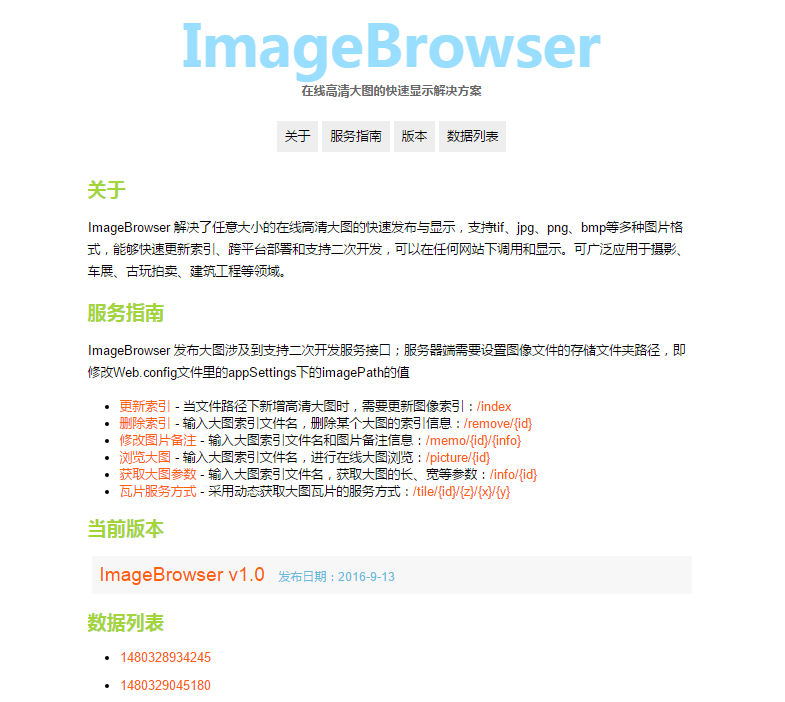 ImageBrowser
在线高清大图的快速显示解决方案
关于 服务指南 版本 数据列表
关于
ImageBrowser 解决了任意大小的在线高清大图的快速发布与显示，支持tif、jpg、png、bmp等多种图片格
式，能够快速更新索引、跨平台部署和支持二次开发，可以在任何网站下调用和显示。可广泛应用于摄影、
车展、古玩拍卖、建筑工程等领域。
服务指南
ImageBrowser 发布大图涉及到支持二次开发服务接口；服务器端需要设置图像文件的存储文件夹路径，即
修改Web.config文件里的appSettings下的imagePath的值
更新索引 - 当文件路径下新增高清大图时，需要更新图像索引：/index
删除索引 - 输入大图索引文件名，删除某个大图的索引信息：/remove/{id}
修改图片备注 - 输入大图索引文件名和图片备注信息：/memo/{id}/{info}
浏览大图 - 输入大图索引文件名，进行在线大图浏览：/picture/{id}
获取大图参数 - 输入大图索引文件名，获取大图的长、宽等参数：/info/{id}
瓦片服务方式 - 采用动态获取大图瓦片的服务方式：/tile/{id}/{z}/{x}/{y}
当前版本
ImageBrowser v1.0 发布日期：2016-9-13
数据列表
1480328934245
1480329045180